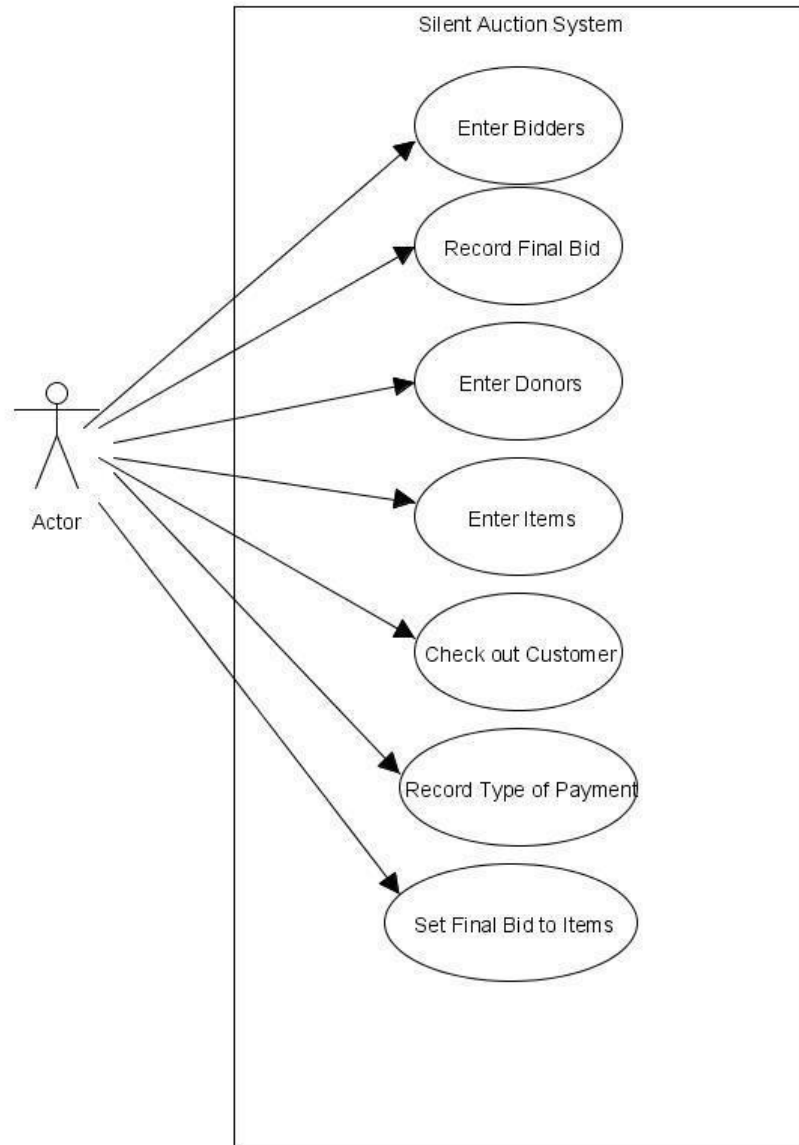 Silent Auction System
Enter Bidders
Record Final Bid
Enter Donors
Enter Items
Actor
Check out Customer
Record Type of Payment
Set Final Bid to Items